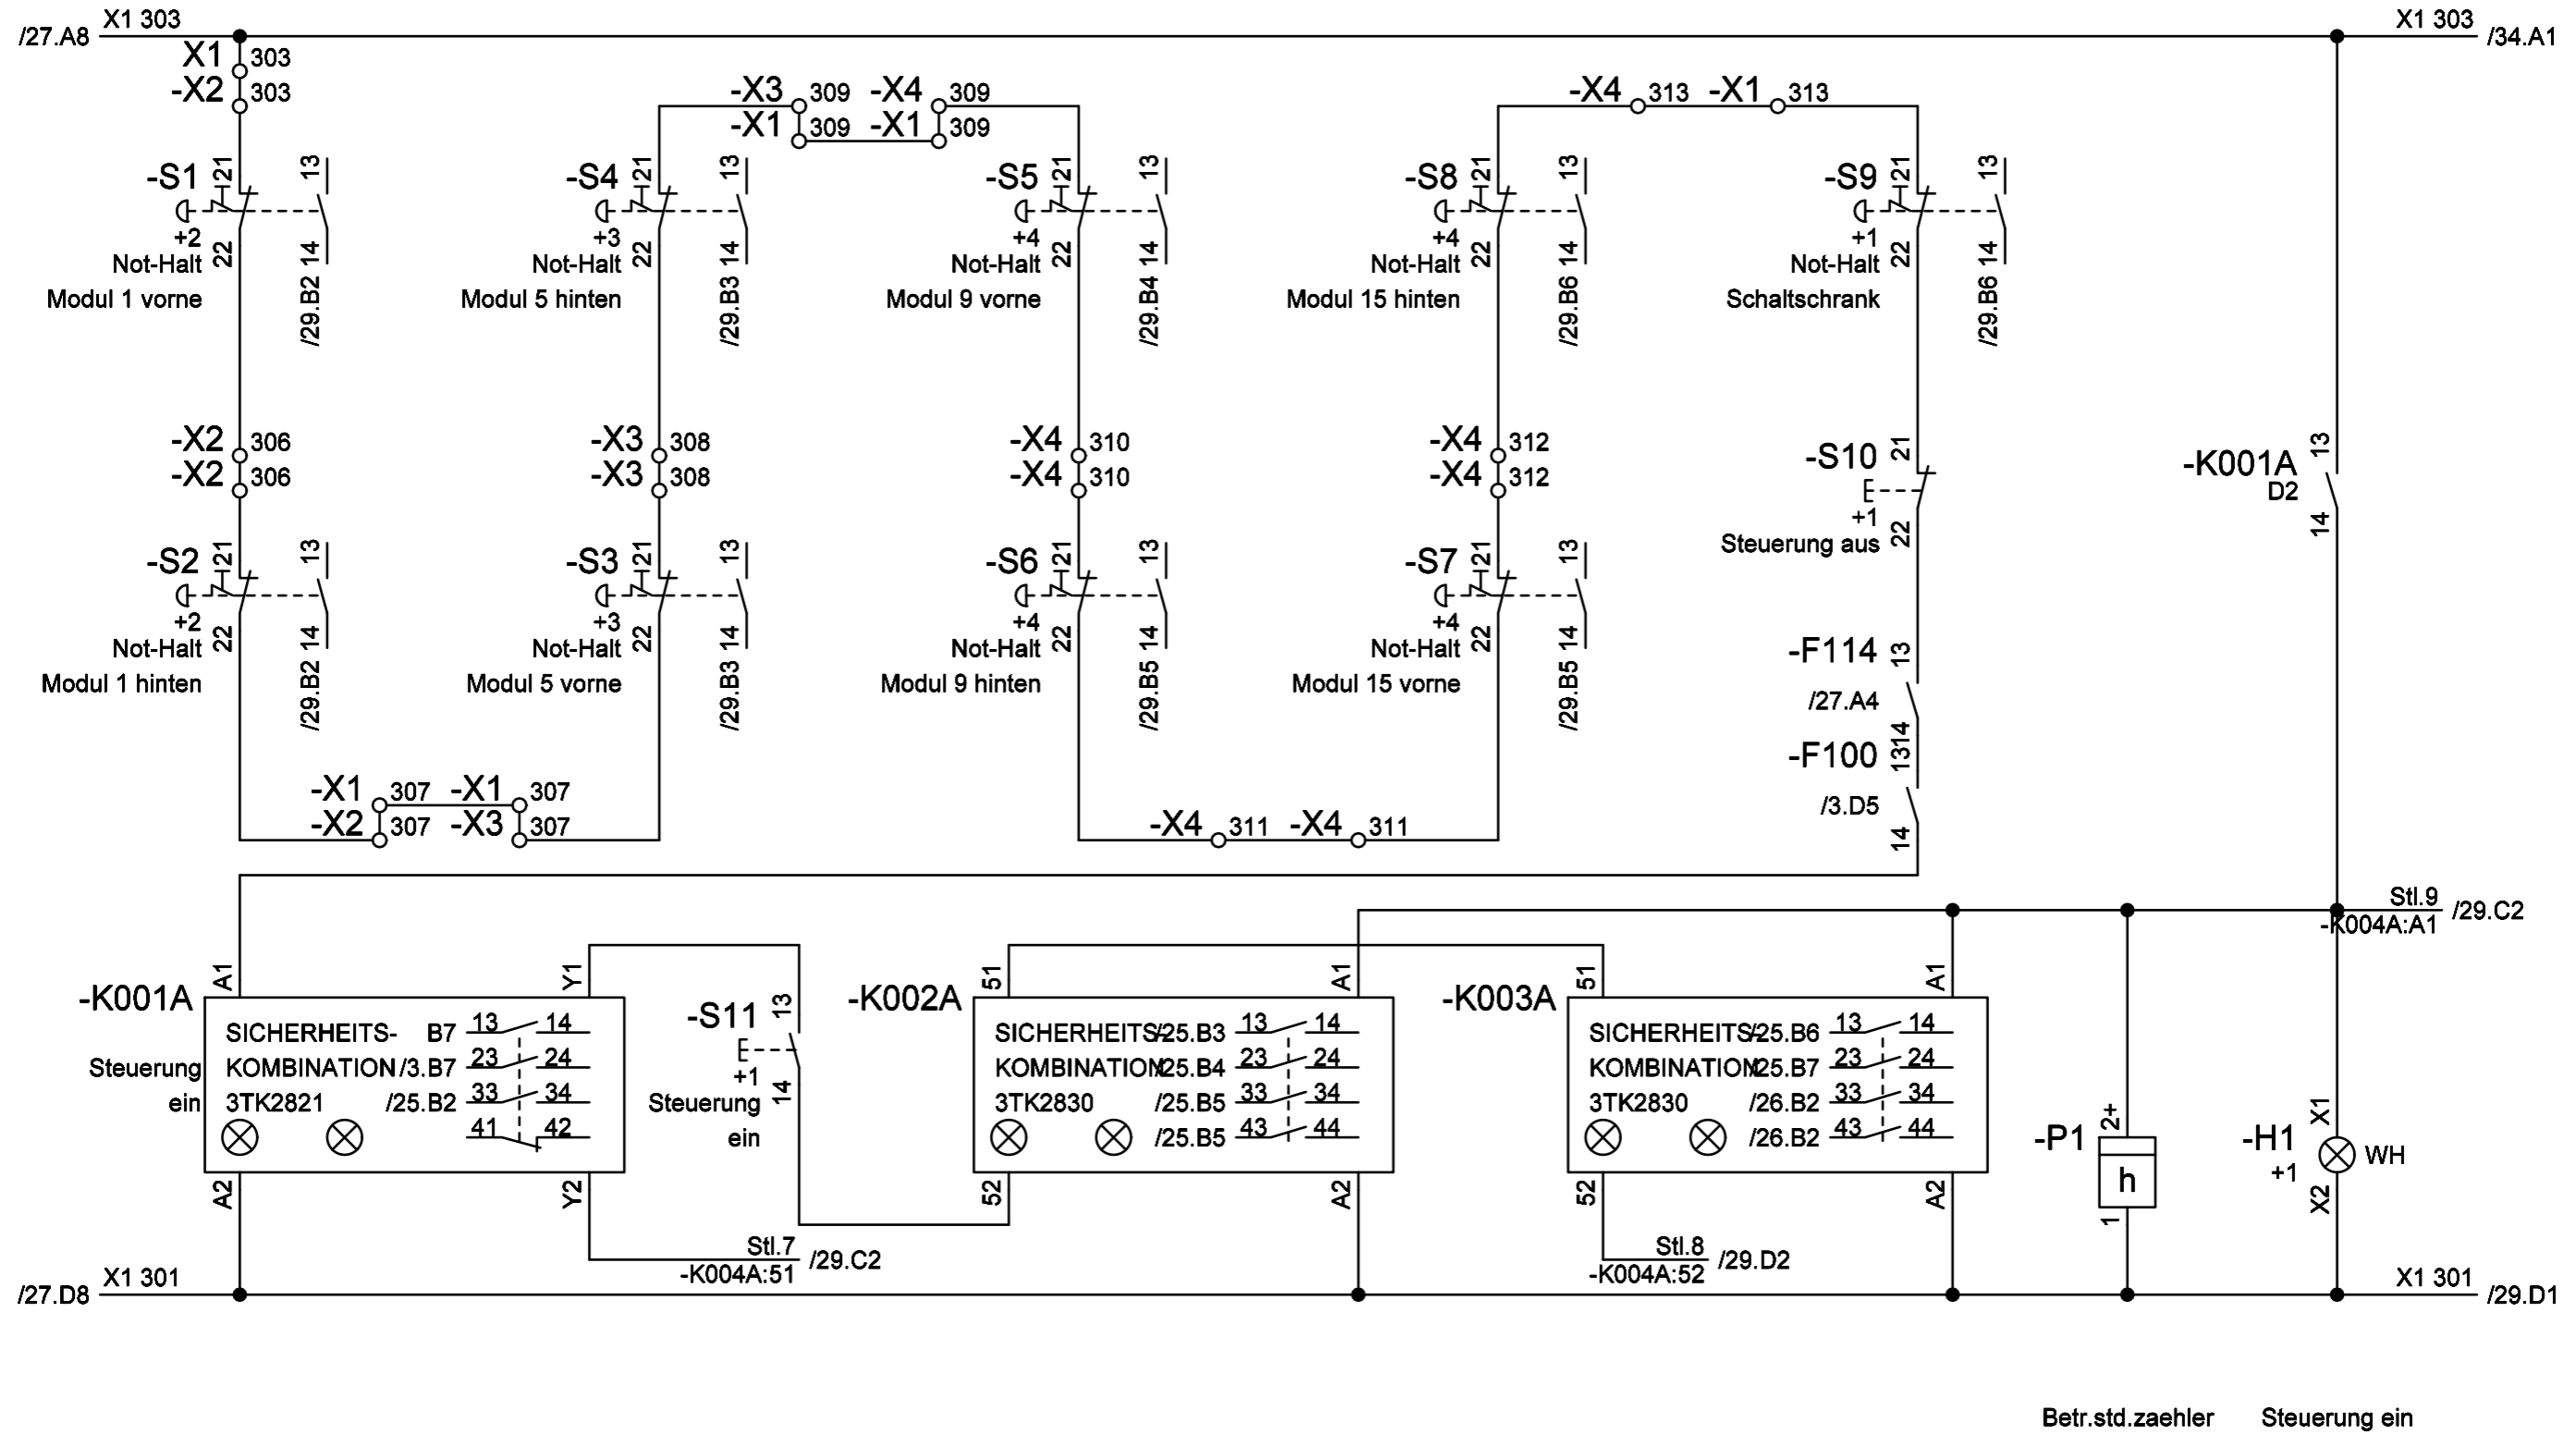 X1 303
/27.A8
X1 303
/34.A1
X1 303
-X2 303
-X3 309 -X4 309
-X1 309 -X1 309
-X4 313 -X1 313
-S1 21 13
+2
Not-Halt 22 14
Modul 1 vorne
/29.B2
-S4 21 13
+3
Not-Halt 22 14
Modul 5 hinten
/29.B3
-S5 21 13
+4
Not-Halt 22 14
Modul 9 vorne
/29.B4
-S8 21 13
+4
Not-Halt 22 14
Modul 15 hinten
/29.B6
-S9 21 13
+1
Not-Halt 22 14
Schaltschrank
/29.B6
-X2 306
-X2 306
-X3 308
-X3 308
-X4 310
-X4 310
-X4 312
-X4 312
-S10 21
+1
Steuerung aus 22
-K001A 13
D2
14
-S2 21 13
+2
Not-Halt 22 14
Modul 1 hinten
/29.B2
-S3 21 13
+3
Not-Halt 22 14
Modul 5 vorne
/29.B3
-S6 21 13
+4
Not-Halt 22 14
Modul 9 hinten
/29.B5
-S7 21 13
+4
Not-Halt 22 14
Modul 15 vorne
/29.B5
-F114 13
/27.A4
14
-F100 13
/3.D5
14
-X1 307 -X1 307
-X2 307 -X3 307
-X4 311 -X4 311
Stl.9
/29.C2
-K004A:A1
-K001A A1 Y1
Steuerung
ein
SICHERHEITS- B7 13 14
KOMBINATION /3.B7 23 24
3TK2821 /25.B2 33 34
41 42
A2 Y2
-S11 13
+1
Steuerung 14
ein
-K002A 51 A1
SICHERHEITS- /25.B3 13 14
KOMBINATION /25.B4 23 24
3TK2830 /25.B5 33 34
/25.B5 43 44
52 A2
-K003A 51 A1
SICHERHEITS- /25.B6 13 14
KOMBINATION /25.B7 23 24
3TK2830 /26.B2 33 34
/26.B2 43 44
52 A2
-P1 2+
h
1
-H1 X1
+1 WH
X2
Stl.7
/29.C2
-K004A:51
Stl.8
/29.D2
-K004A:52
X1 301
/27.D8
X1 301
/29.D1
Betr.std.zaehler Steuerung ein